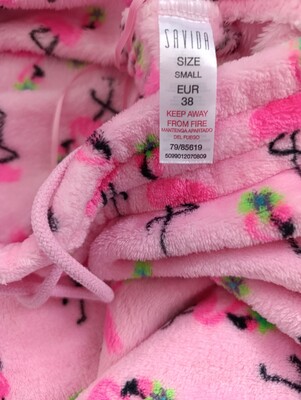 SAVIDA
SIZE
SMALL
EUR
38
KEEP AWAY
FROM FIRE
MANTENGA APARTADO
DEL FUEGO
79/85619
5099012070809